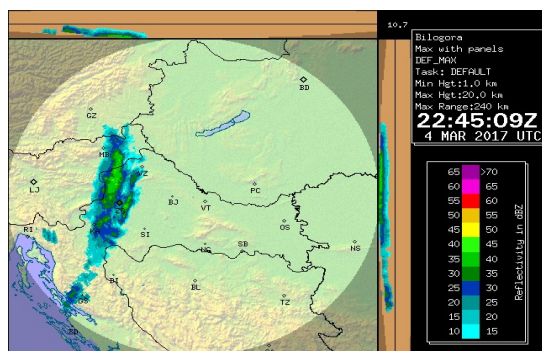 10.7
Bilogora
Max with panels
DEF_MAX
Task: DEFAULT
Min Hgt:1.0 km
Max Hgt:20.0 km
Max Range:240 km
22:45:09Z
4 MAR 2017 UTC
BD
GZ
MB
VZ
LJ
PC
BJ
VT
OS
RI
SI
SB
NS
BI
BL
TZ
GS
65 >70
60 65
55 60
50 55
45 50
40 45
35 40
30 35
25 30
20 25
15 20
10 15
Reflectivity in dBZ